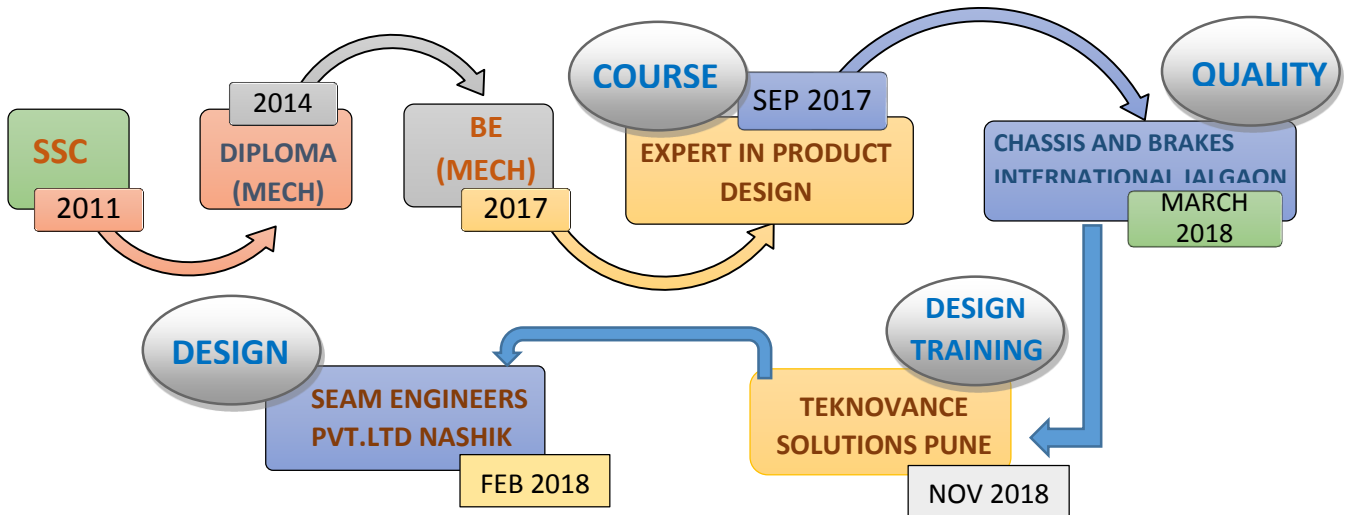 SSC
2011
2014
DIPLOMA
(MECH)
BE
(MECH)
2017
COURSE
SEP 2017
EXPERT IN PRODUCT
DESIGN
QUALITY
CHASSIS AND BRAKES
INTERNATIONAL JALGAON
MARCH
2018
DESIGN
TRAINING
TEKNOVANCE
SOLUTIONS PUNE
NOV 2018
DESIGN
SEAM ENGINEERS
PVT.LTD NASHIK
FEB 2018